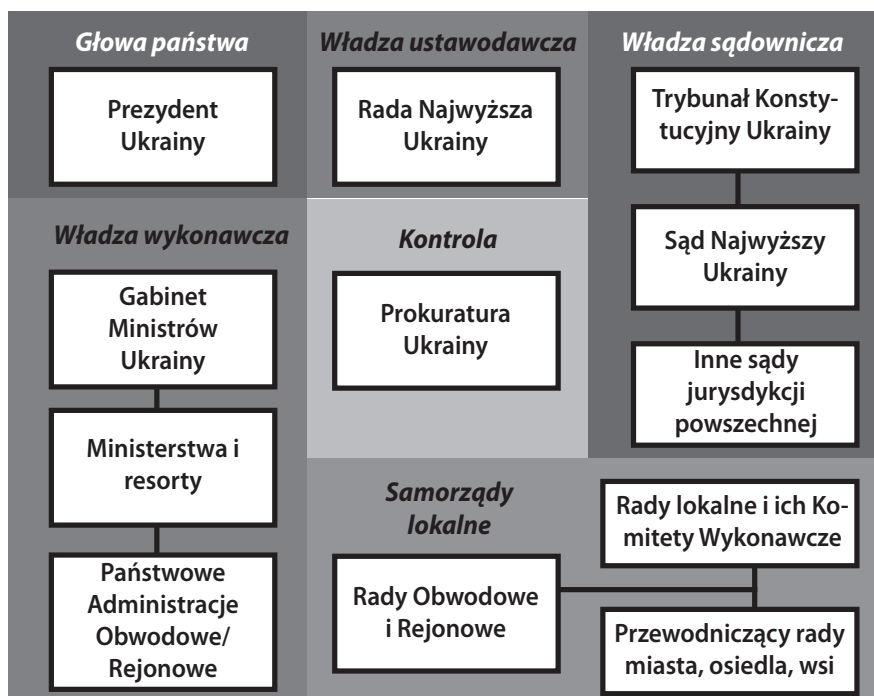 Głowa państwa
Prezydent
Ukrainy
Władza ustawodawcza
Rada Najwyższa
Ukrainy
Władza sądownicza
Trybunał Konsty-
tucyjny Ukrainy
Sąd Najwyższy
Ukrainy
Inne sądy
jurysdykcji
powszechnej
Władza wykonawcza
Gabinet
Ministrów
Ukrainy
Ministerstwa i
resorty
Państwowe
Administracje
Obwodowe/
Rejonowe
Kontrola
Prokuratura
Ukrainy
Samorządy
lokalne
Rady Obwodowe
i Rejonowe
Rady lokalne i ich Ko-
mitety Wykonawcze
Przewodniczący rady
miasta, osiedla, wsi